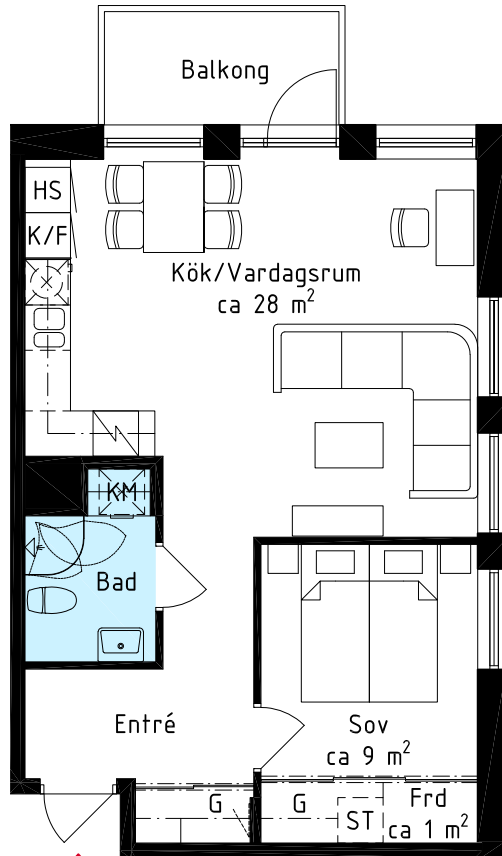 Balkong
HS
K/F
Kök/Vardagsrum
ca 28 m²
KM
Bad
Entré
Sov
ca 9 m²
G
G
ST
Frd
ca 1 m²